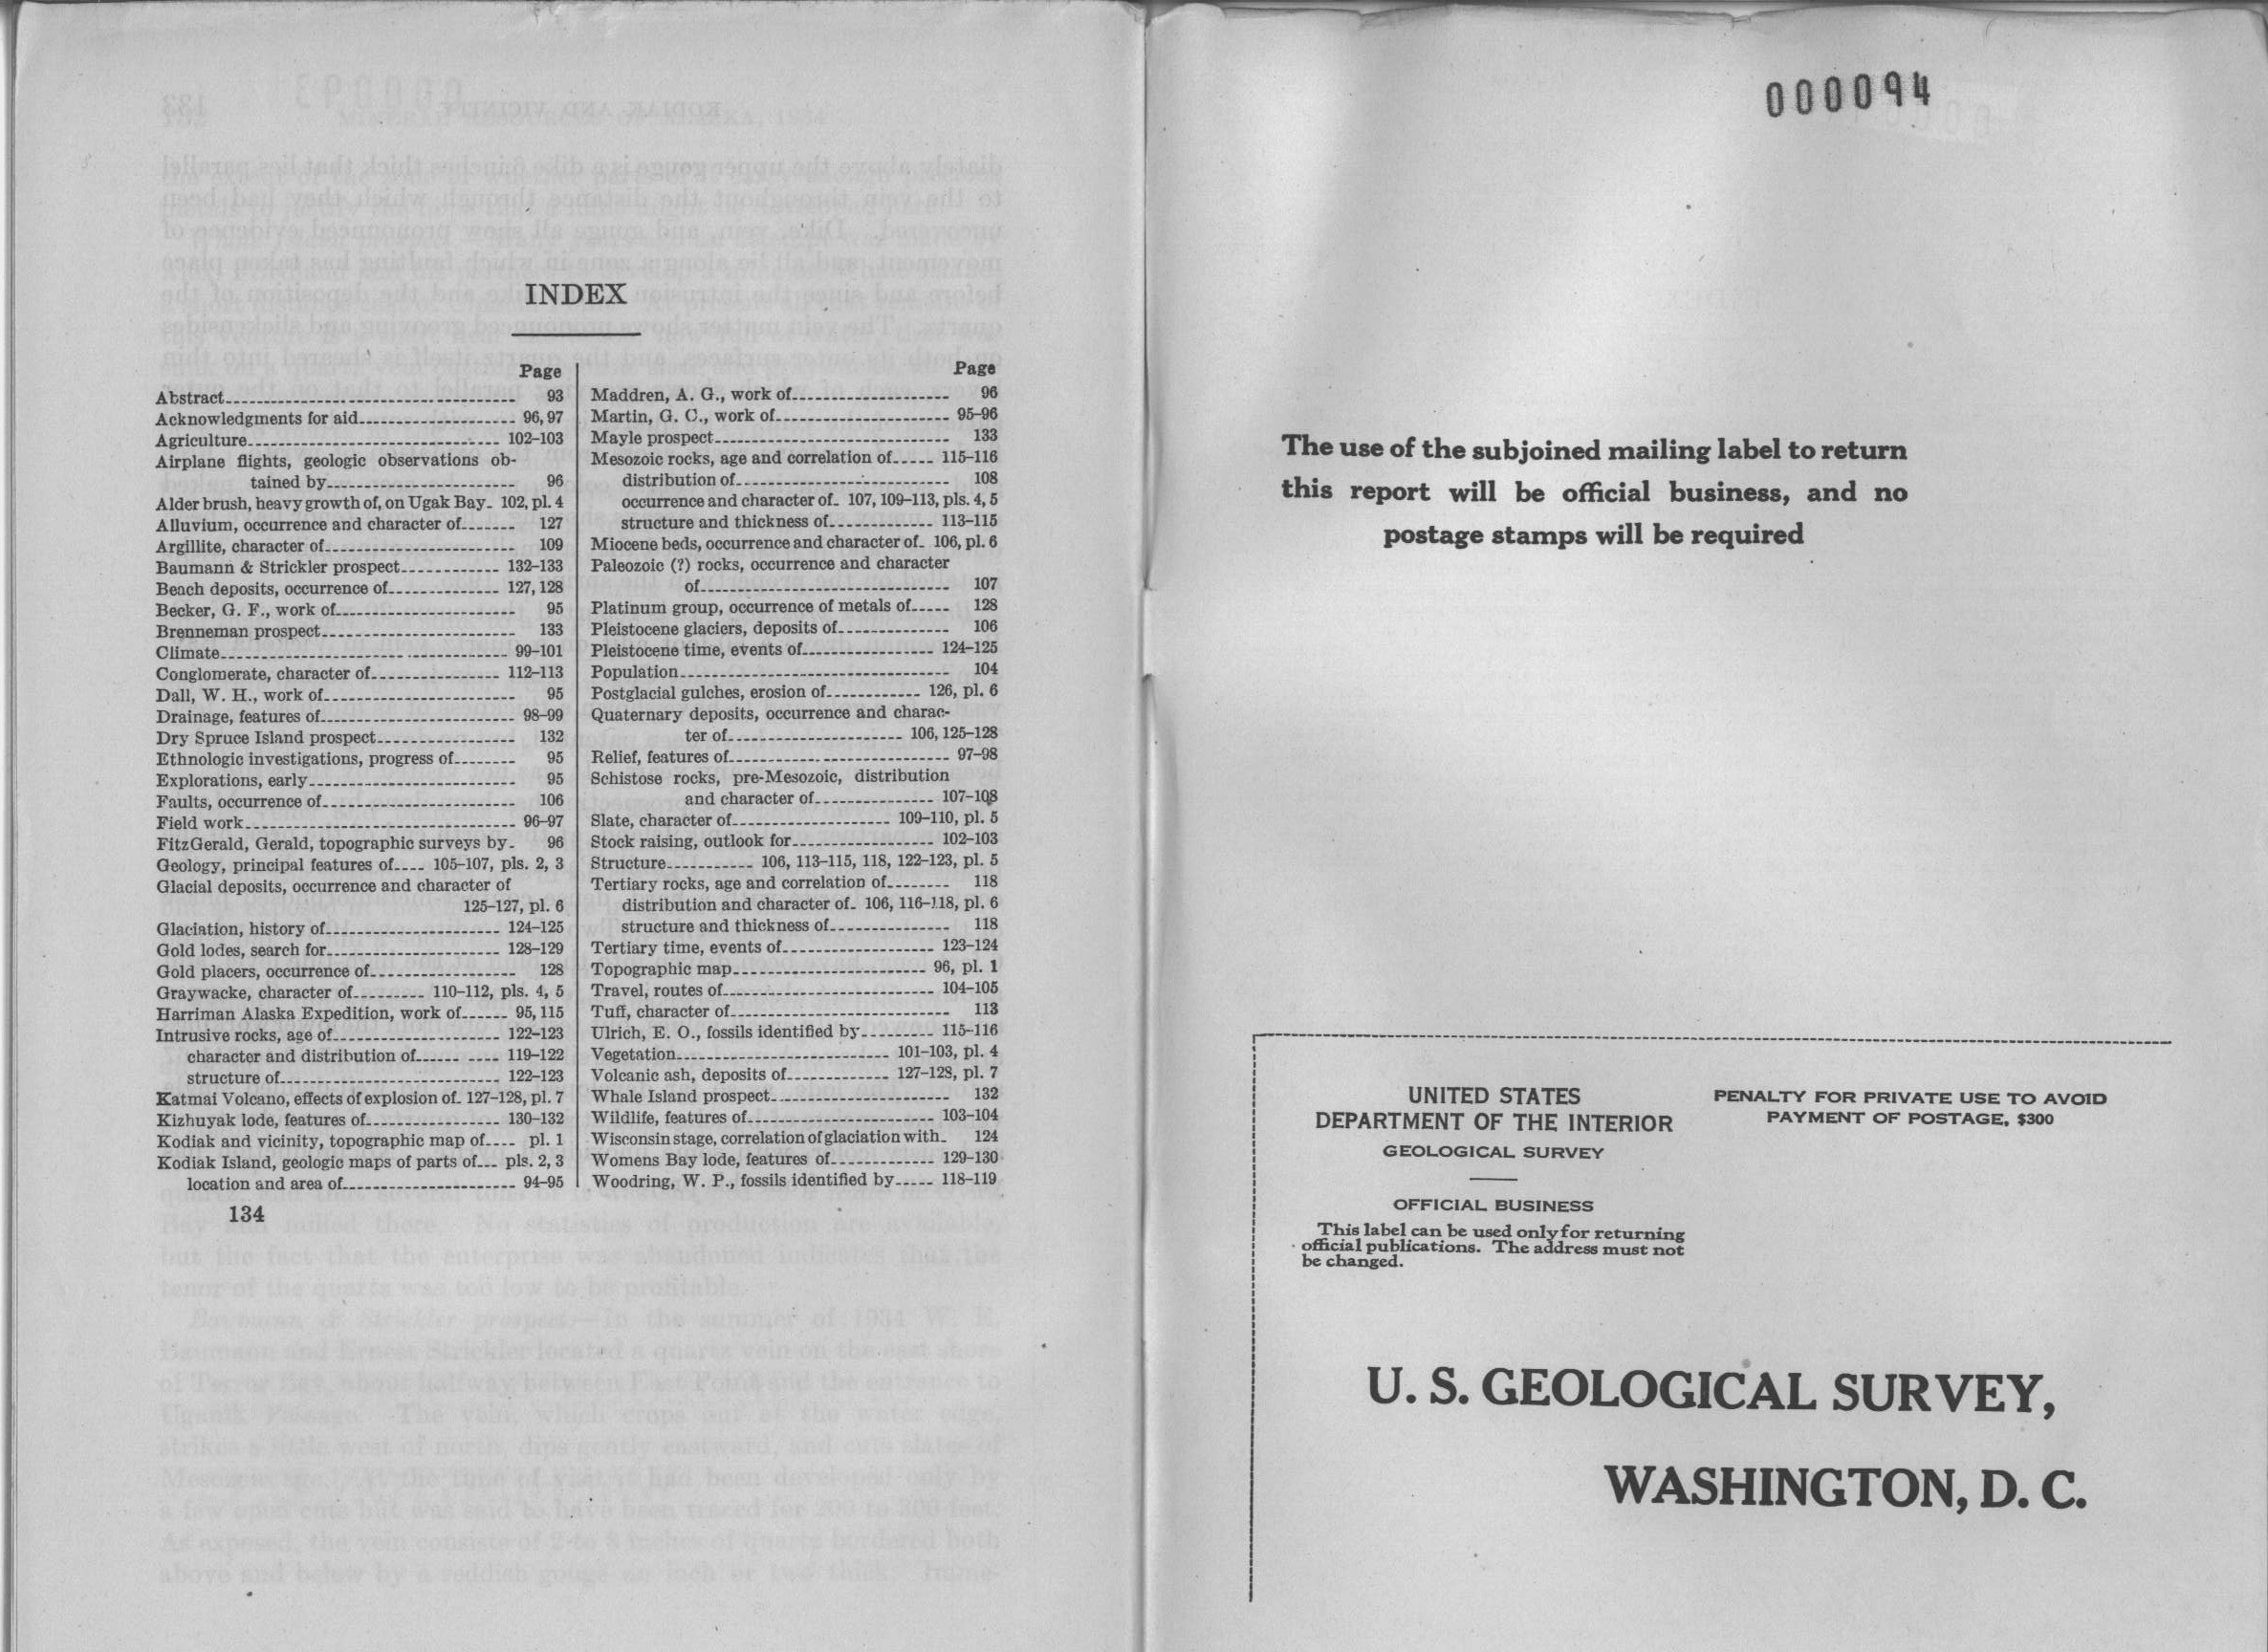 INDEX
Page
Abstract 93
Acknowledgments for aid 96, 97
Agriculture 102–103
Airplane flights, geologic observations ob-
tained by 96
Alder brush, heavy growth of, on Ugak Bay 102, pl. 4
Alluvium, occurrence and character of 127
Argillite, character of 109
Baumann & Strickler prospect 132–133
Beach deposits, occurrence of 127, 128
Becker, G. F., work of 95
Brenneman prospect 133
Climate 99–101
Conglomerate, character of 112–113
Dall, W. H., work of 95
Drainage, features of 98–99
Dry Spruce Island prospect 132
Ethnologic investigations, progress of 95
Explorations, early 95
Faults, occurrence of 106
Field work 96–97
FitzGerald, Gerald, topographic surveys by 96
Geology, principal features of 105–107, pls. 2, 3
Glacial deposits, occurrence and character of
125–127, pl. 6
Glaciation, history of 124–125
Gold lodes, search for 128–129
Gold placers, occurrence of 128
Graywacke, character of 110–112, pls. 4, 5
Harriman Alaska Expedition, work of 95, 115
Intrusive rocks, age of 122–123
character and distribution of 119–122
structure of 122–123
Katmai Volcano, effects of explosion of 127–128, pl. 7
Kizhuyak lode, features of 130–132
Kodiak and vicinity, topographic map of pl. 1
Kodiak Island, geologic maps of parts of pls. 2, 3
location and area of 94–95
Page
Maddren, A. G., work of 96
Martin, G. C., work of 95–96
Mayle prospect 133
Mesozoic rocks, age and correlation of 115–116
distribution of 108
occurrence and character of 107, 109–113, pls. 4, 5
structure and thickness of 113–115
Miocene beds, occurrence and character of 106, pl. 6
Paleozoic (?) rocks, occurrence and character
of 107
Platinum group, occurrence of metals of 128
Pleistocene glaciers, deposits of 106
Pleistocene time, events of 124–125
Population 104
Postglacial gulches, erosion of 126, pl. 6
Quaternary deposits, occurrence and charac-
ter of 106, 125–128
Relief, features of 97–98
Schistose rocks, pre-Mesozoic, distribution
and character of 107–108
Slate, character of 109–110, pl. 5
Stock raising, outlook for 102–103
Structure 106, 113–115, 118, 122–123, pl. 5
Tertiary rocks, age and correlation of 118
distribution and character of 106, 116–118, pl. 6
structure and thickness of 118
Tertiary time, events of 123–124
Topographic map 96, pl. 1
Travel, routes of 104–105
Tuff, character of 113
Ulrich, E. O., fossils identified by 115–116
Vegetation 101–103, pl. 4
Volcanic ash, deposits of 127–128, pl. 7
Whale Island prospect 132
Wildlife, features of 103–104
Wisconsin stage, correlation of glaciation with 124
Womens Bay lode, features of 129–130
Woodring, W. P., fossils identified by 118–119
134
000094
The use of the subjoined mailing label to return
this report will be official business, and no
postage stamps will be required
UNITED STATES
DEPARTMENT OF THE INTERIOR
GEOLOGICAL SURVEY
OFFICIAL BUSINESS
This label can be used only for returning
official publications. The address must not
be changed.
PENALTY FOR PRIVATE USE TO AVOID
PAYMENT OF POSTAGE, $300
U. S. GEOLOGICAL SURVEY,
WASHINGTON, D. C.